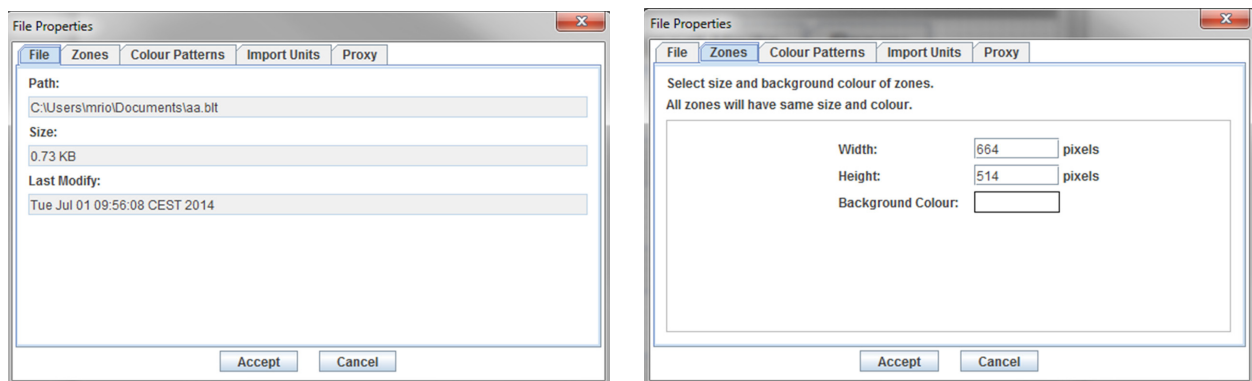 File Properties
File Zones Colour Patterns Import Units Proxy
Path:
C:\Users\mrio\Documents\aa.blt
Size:
0.73 KB
Last Modify:
Tue Jul 01 09:56:08 CEST 2014
Accept Cancel
File Properties
File Zones Colour Patterns Import Units Proxy
Select size and background colour of zones.
All zones will have same size and colour.
Width: 664 pixels
Height: 514 pixels
Background Colour:
Accept Cancel